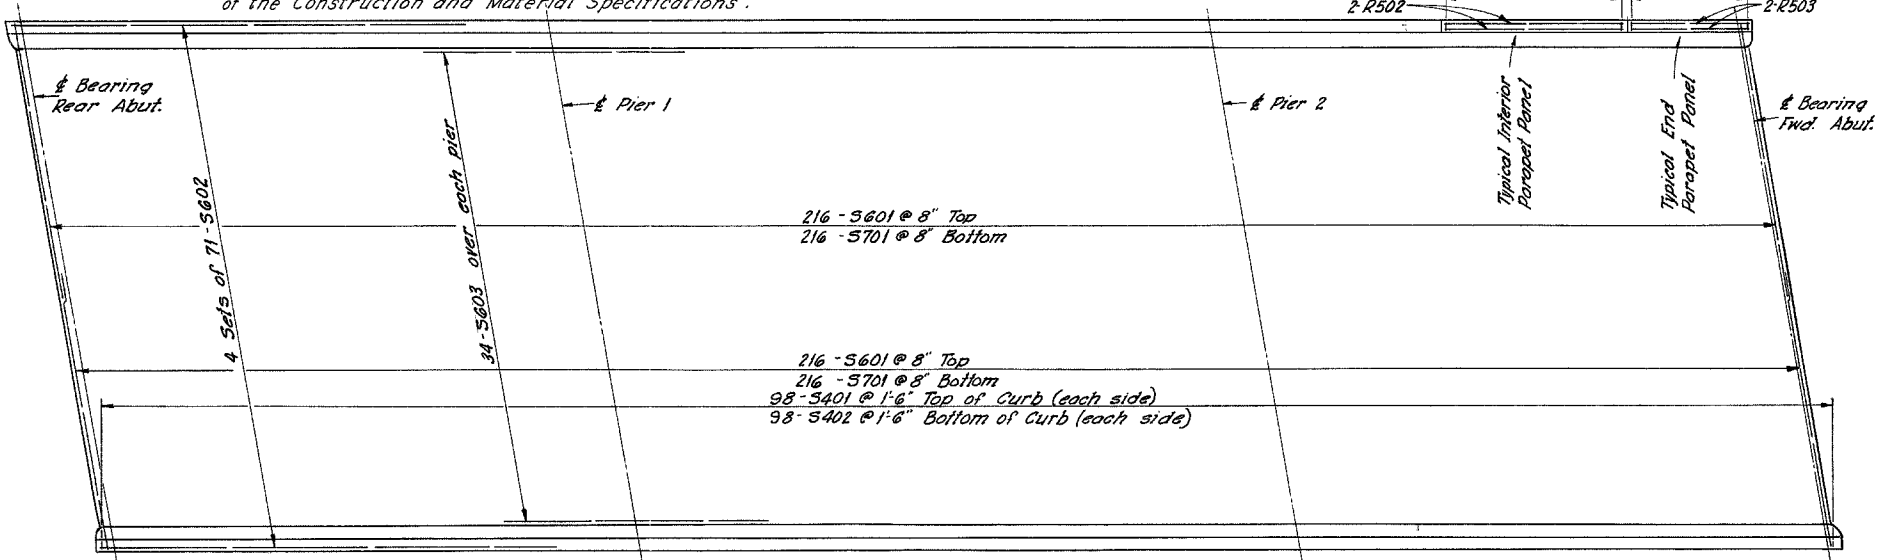 of the Construction and Material Specifications".
2-R502
2-R503
₵ Bearing
Rear Abut.
₵ Pier 1
₵ Pier 2
Typical Interior
Parapet Panel
Typical End
Parapet Panel
₵ Bearing
Fwd. Abut.
4 Sets of 71-S602
34-S603 over each pier
216 - S601 @ 8" Top
216 - S701 @ 8" Bottom
216 - S601 @ 8" Top
216 - S701 @ 8" Bottom
98 - S401 @ 1'-6" Top of Curb (each side)
98 - S402 @ 1'-6" Bottom of Curb (each side)